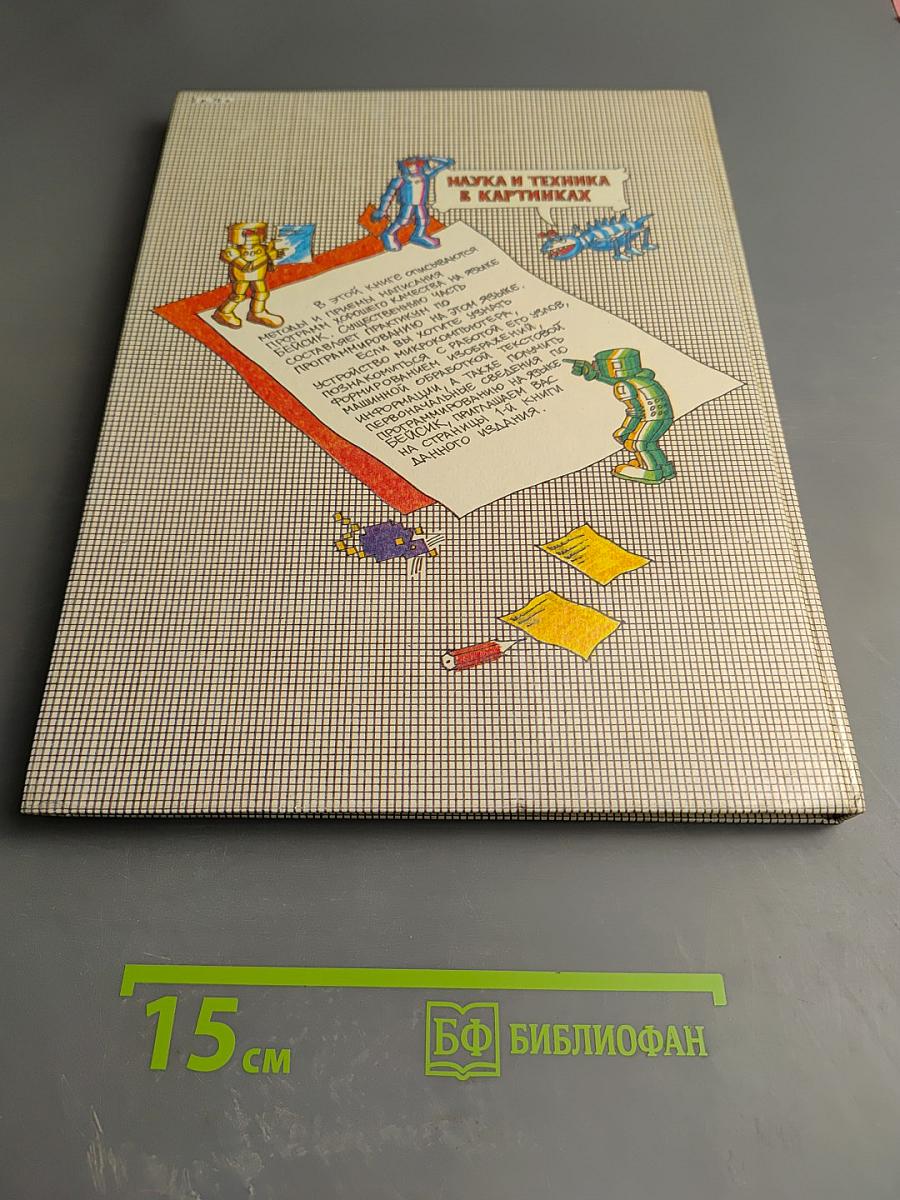 НАУКА И ТЕХНИКА
В КАРТИНКАХ
В ЭТОЙ КНИГЕ ОПИСЫВАЮТСЯ
МЕТОДЫ И ПРИЕМЫ НАПИСАНИЯ
ПРОГРАММ ХОРОШЕГО КАЧЕСТВА НА ЯЗЫКЕ
БЕЙСИК. СУЩЕСТВЕННУЮ ЧАСТЬ
СОСТАВЛЯЕТ ПРАКТИКУМ ПО
ПРОГРАММИРОВАНИЮ НА ЭТОМ ЯЗЫКЕ.
ЕСЛИ ВЫ ХОТИТЕ УЗНАТЬ
УСТРОЙСТВО МИКРОКОМПЬЮТЕРА,
ПОЗНАКОМИТЬСЯ С РАБОТОЙ ЕГО УЗЛОВ,
ФОРМИРОВАНИЕМ ИЗОБРАЖЕНИЙ,
МАШИННОЙ ОБРАБОТКОЙ ТЕКСТОВОЙ
ИНФОРМАЦИИ, А ТАКЖЕ ПОЛУЧИТЬ
ПЕРВОНАЧАЛЬНЫЕ СВЕДЕНИЯ ПО
ПРОГРАММИРОВАНИЮ НА ЯЗЫКЕ
БЕЙСИК, ПРИГЛАШАЕМ ВАС
НА СТРАНИЦЫ 1-Й КНИГИ
ДАННОГО ИЗДАНИЯ.
15 СМ
БФ БИБЛИОФАН